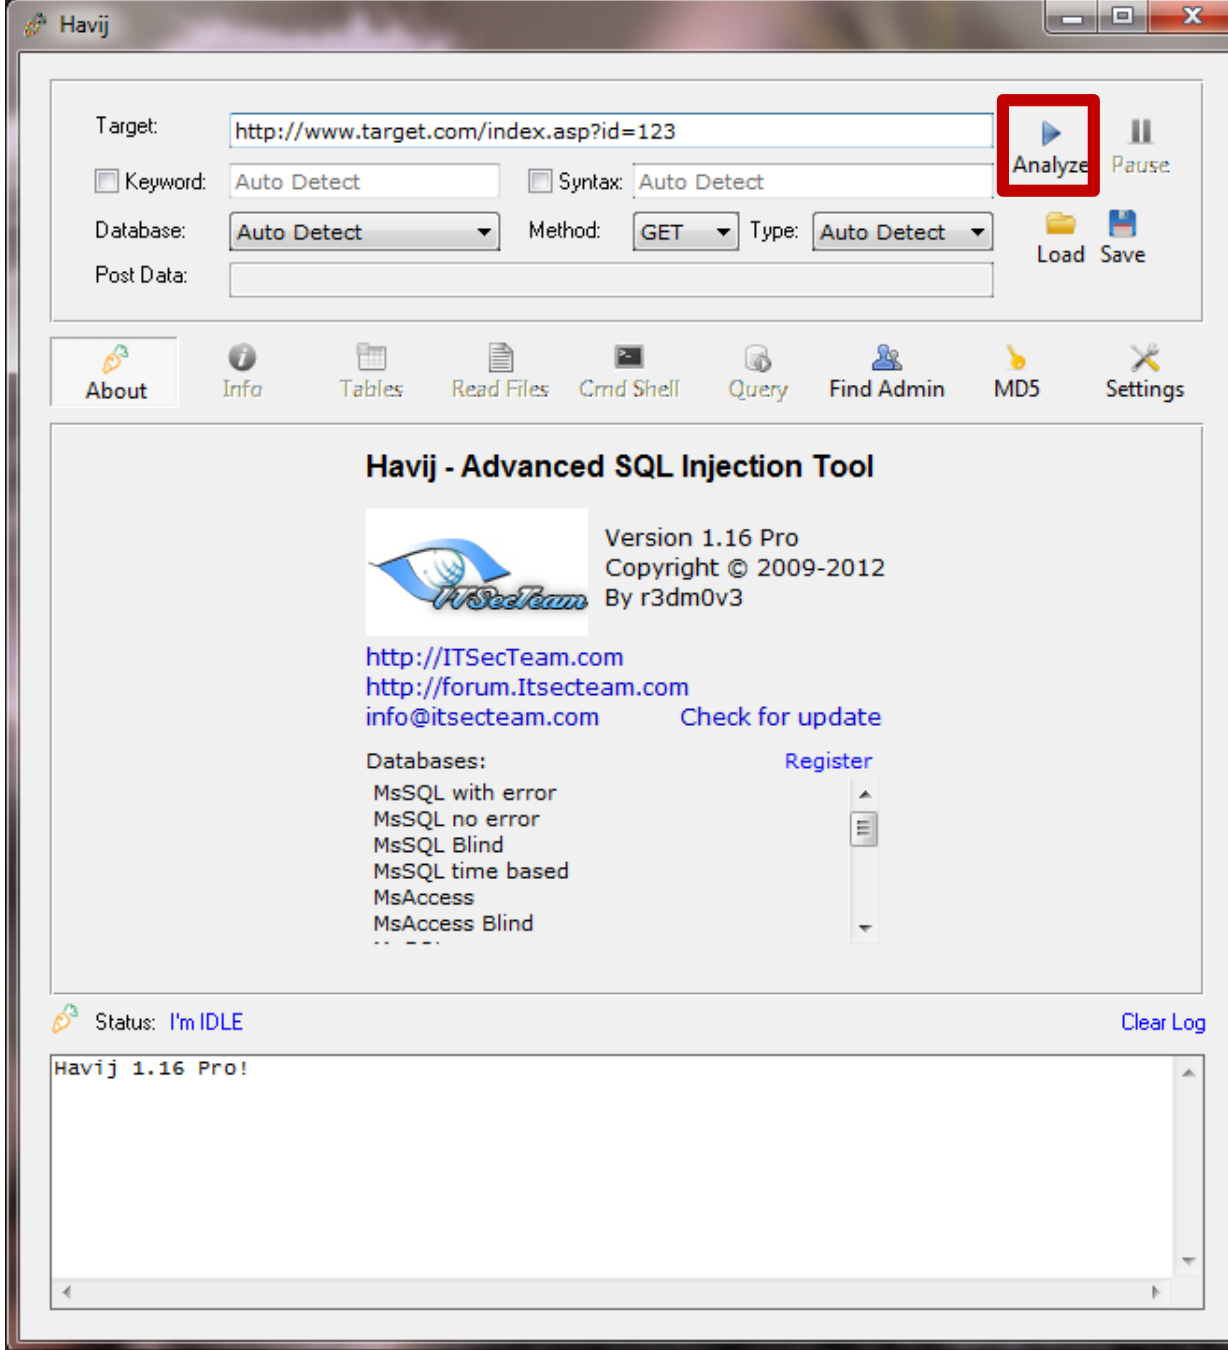 Havij
Target: http://www.target.com/index.asp?id=123
Analyze Pause
Keyword: Auto Detect Syntax: Auto Detect
Database: Auto Detect Method: GET Type: Auto Detect
Load Save
Post Data:
About Info Tables Read Files Cmd Shell Query Find Admin MD5 Settings
Havij - Advanced SQL Injection Tool
ITSecTeam
Version 1.16 Pro
Copyright © 2009-2012
By r3dm0v3
http://ITSecTeam.com
http://forum.Itsecteam.com
info@itsecteam.com Check for update
Databases: Register
MsSQL with error
MsSQL no error
MsSQL Blind
MsSQL time based
MsAccess
MsAccess Blind
Status: I'm IDLE Clear Log
Havij 1.16 Pro!